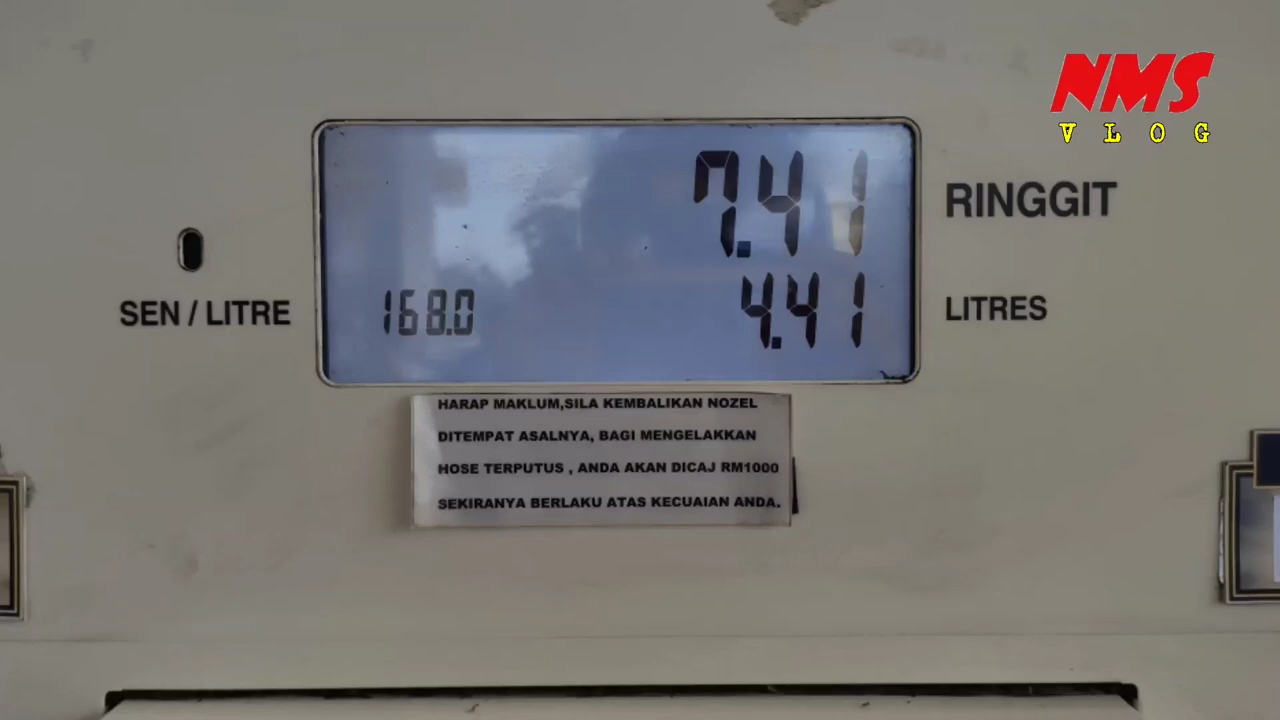 NMS
VLOG
7.41
RINGGIT
SEN / LITRE
168.0
4.41
LITRES
HARAP MAKLUM,SILA KEMBALIKAN NOZEL
DITEMPAT ASALNYA, BAGI MENGELAKKAN
HOSE TERPUTUS , ANDA AKAN DICAJ RM1000
SEKIRANYA BERLAKU ATAS KECUAIAN ANDA.